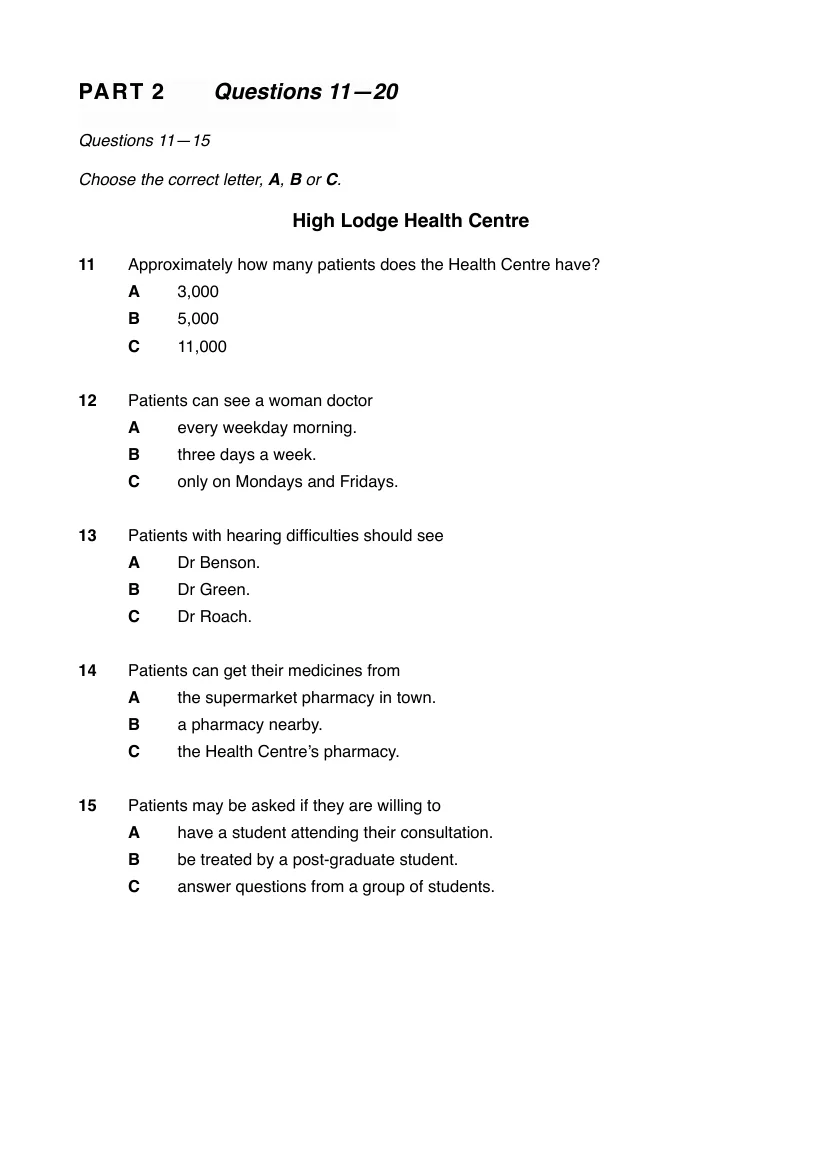 PART 2 Questions 11—20
Questions 11—15
Choose the correct letter, A, B or C.
High Lodge Health Centre
11 Approximately how many patients does the Health Centre have?
A 3,000
B 5,000
C 11,000
12 Patients can see a woman doctor
A every weekday morning.
B three days a week.
C only on Mondays and Fridays.
13 Patients with hearing difficulties should see
A Dr Benson.
B Dr Green.
C Dr Roach.
14 Patients can get their medicines from
A the supermarket pharmacy in town.
B a pharmacy nearby.
C the Health Centre’s pharmacy.
15 Patients may be asked if they are willing to
A have a student attending their consultation.
B be treated by a post-graduate student.
C answer questions from a group of students.